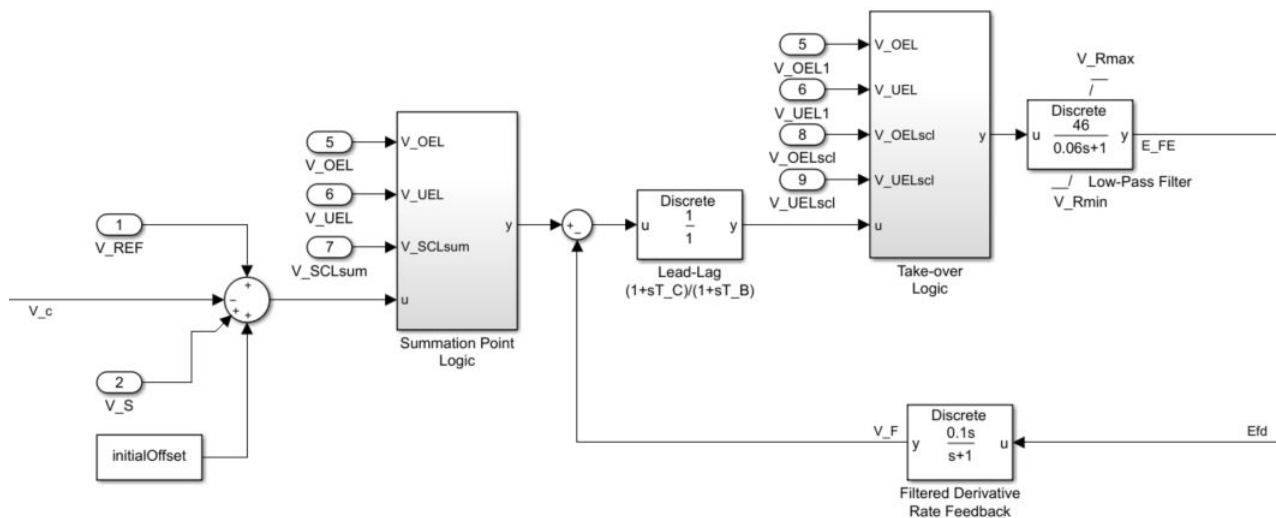 5
V_OEL
V_OEL1
6
V_UEL
V_UEL1
8
V_OELscl
V_OELscl
9
V_UELscl
V_UELscl
u
y
Take-over
Logic
V_Rmax
Discrete
46
0.06s+1
u
y
E_FE
Low-Pass Filter
V_Rmin
5
V_OEL
V_OEL
6
V_UEL
V_UEL
7
V_SCLsum
V_SCLsum
u
y
Summation Point
Logic
1
V_REF
+
−
+
+
V_c
2
V_S
initialOffset
+
−
Discrete
1
1
u
y
Lead-Lag
(1+sT_C)/(1+sT_B)
V_F
Discrete
0.1s
s+1
y
u
Efd
Filtered Derivative
Rate Feedback